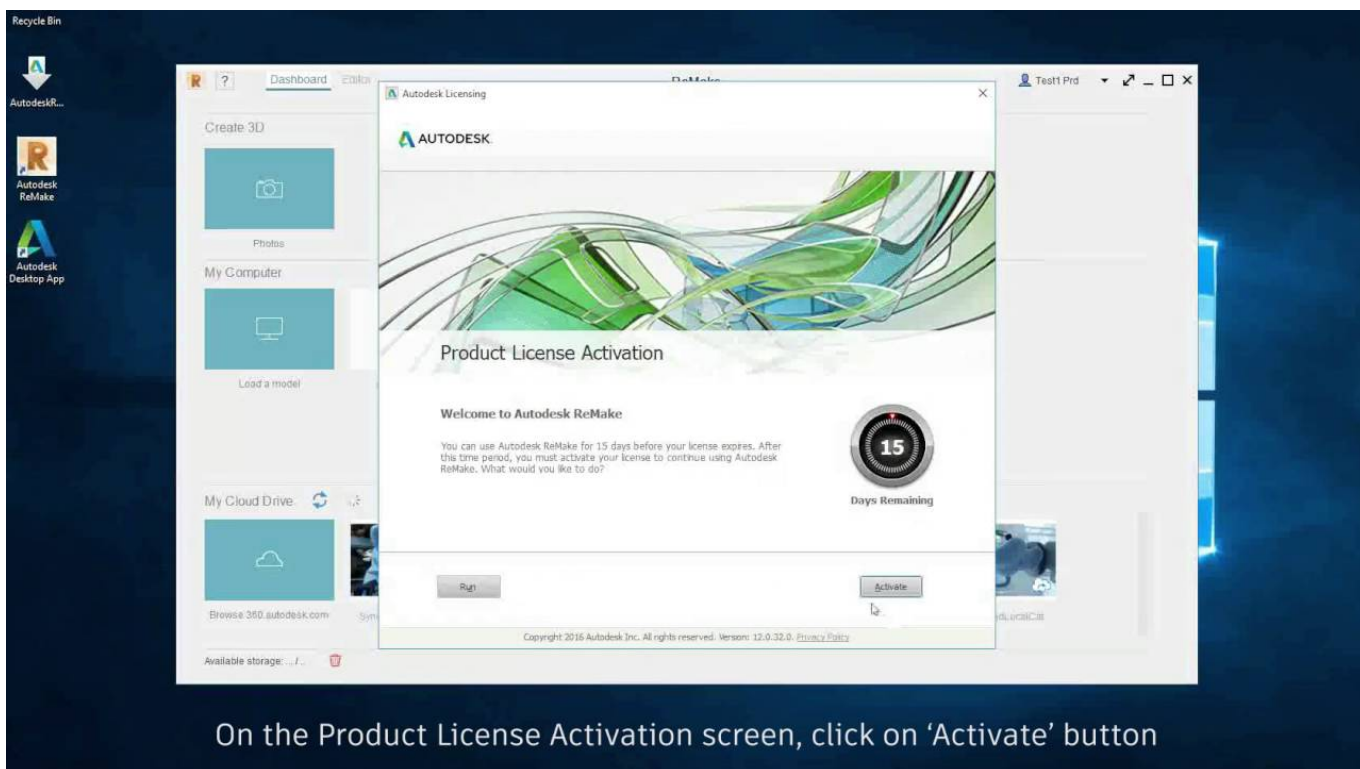 Recycle Bin
AutodeskR...
Autodesk
ReMake
Autodesk
Desktop App
R
?
Dashboard
Editor
ReMake
Test1 Prd
Create 3D
Photos
My Computer
Load a model
My Cloud Drive
Browse 360.autodesk.com
Available storage: .../...
Autodesk Licensing
AUTODESK
Product License Activation
Welcome to Autodesk ReMake
You can use Autodesk ReMake for 15 days before your license expires. After
this time period, you must activate your license to continue using Autodesk
ReMake. What would you like to do?
15
Days Remaining
Run
Activate
Copyright 2016 Autodesk Inc. All rights reserved. Version: 12.0.32.0. Privacy Policy
On the Product License Activation screen, click on ‘Activate’ button